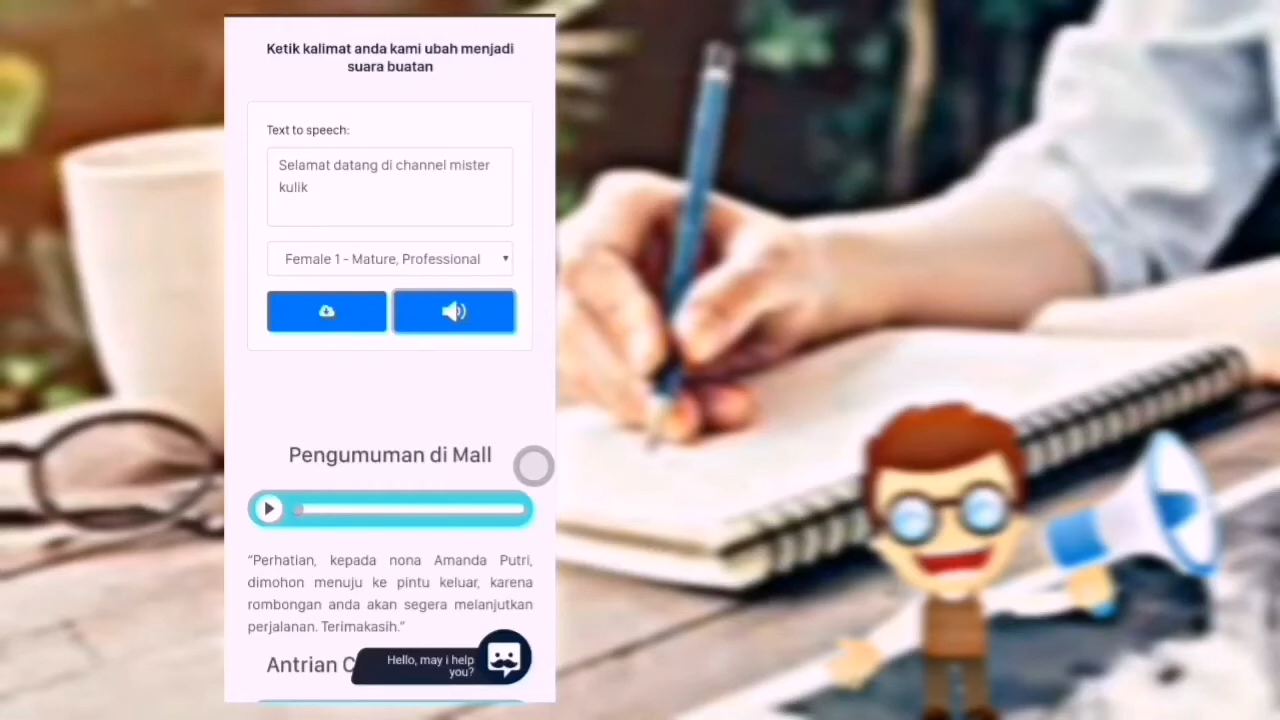 Ketik kalimat anda kami ubah menjadi
suara buatan
Text to speech:
Selamat datang di channel mister
kulik
Female 1 - Mature, Professional
Pengumuman di Mall
“Perhatian, kepada nona Amanda Putri,
dimohon menuju ke pintu keluar, karena
rombongan anda akan segera melanjutkan
perjalanan. Terimakasih.”
Antrian
Hello, may i help
you?